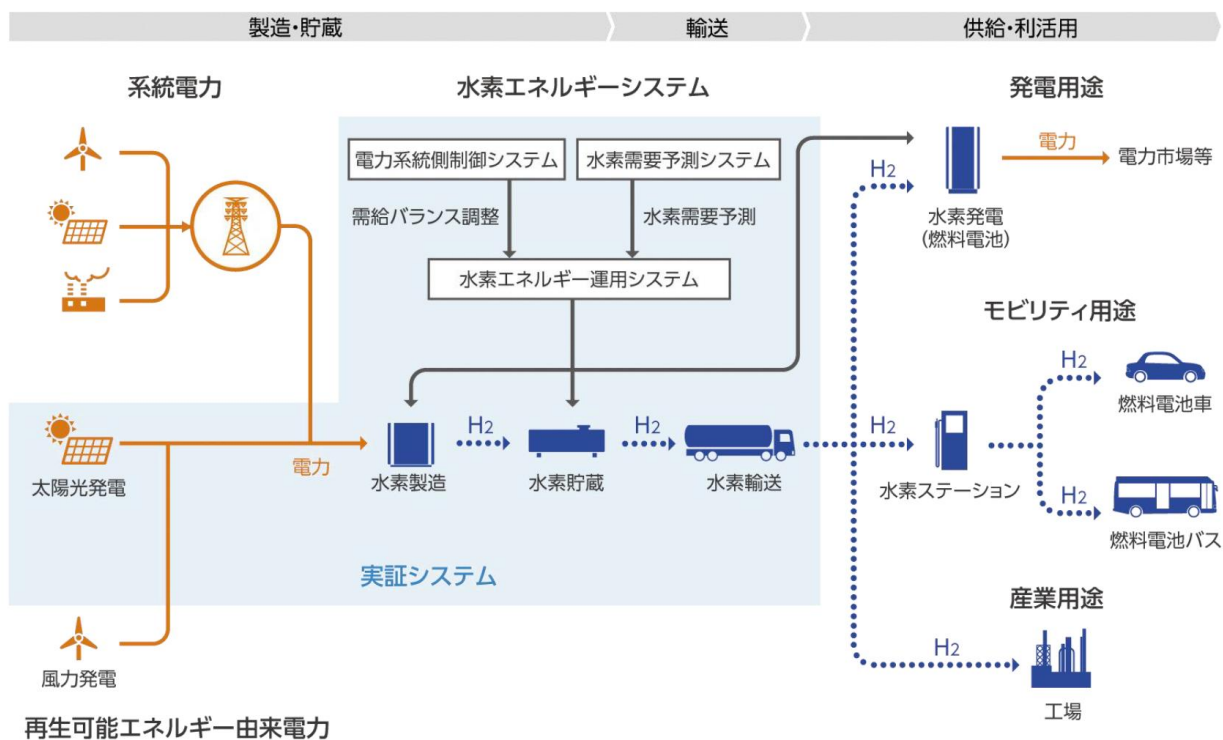 製造・貯蔵
輸送
供給・利活用
系統電力
水素エネルギーシステム
発電用途
電力系統側制御システム
水素需要予測システム
需給バランス調整
水素需要予測
水素エネルギー運用システム
H2
電力
電力市場等
水素発電
(燃料電池)
モビリティ用途
H2
燃料電池車
太陽光発電
電力
水素製造
H2
水素貯蔵
H2
水素輸送
H2
水素ステーション
H2
燃料電池バス
実証システム
産業用途
H2
工場
風力発電
再生可能エネルギー由来電力